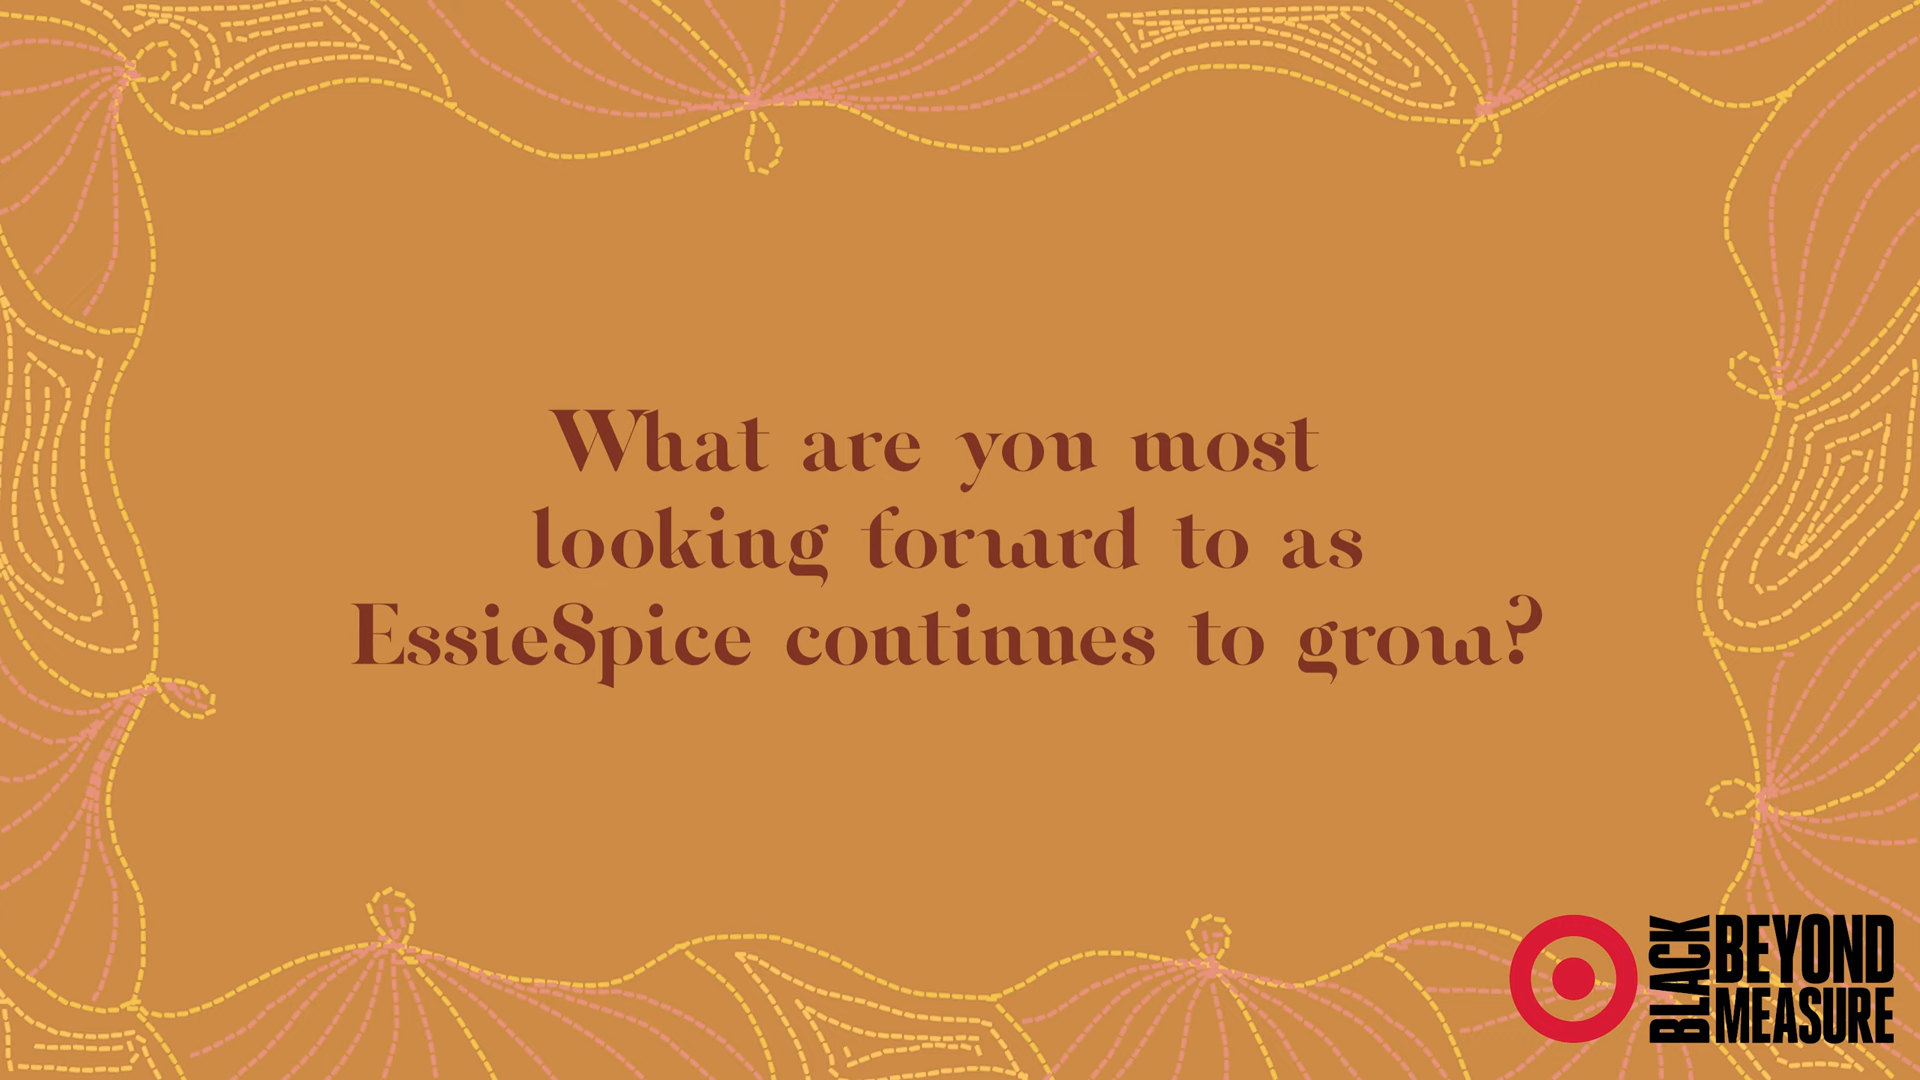 What are you most
looking forward to as
EssieSpice continues to grow?
BLACK
BEYOND
MEASURE